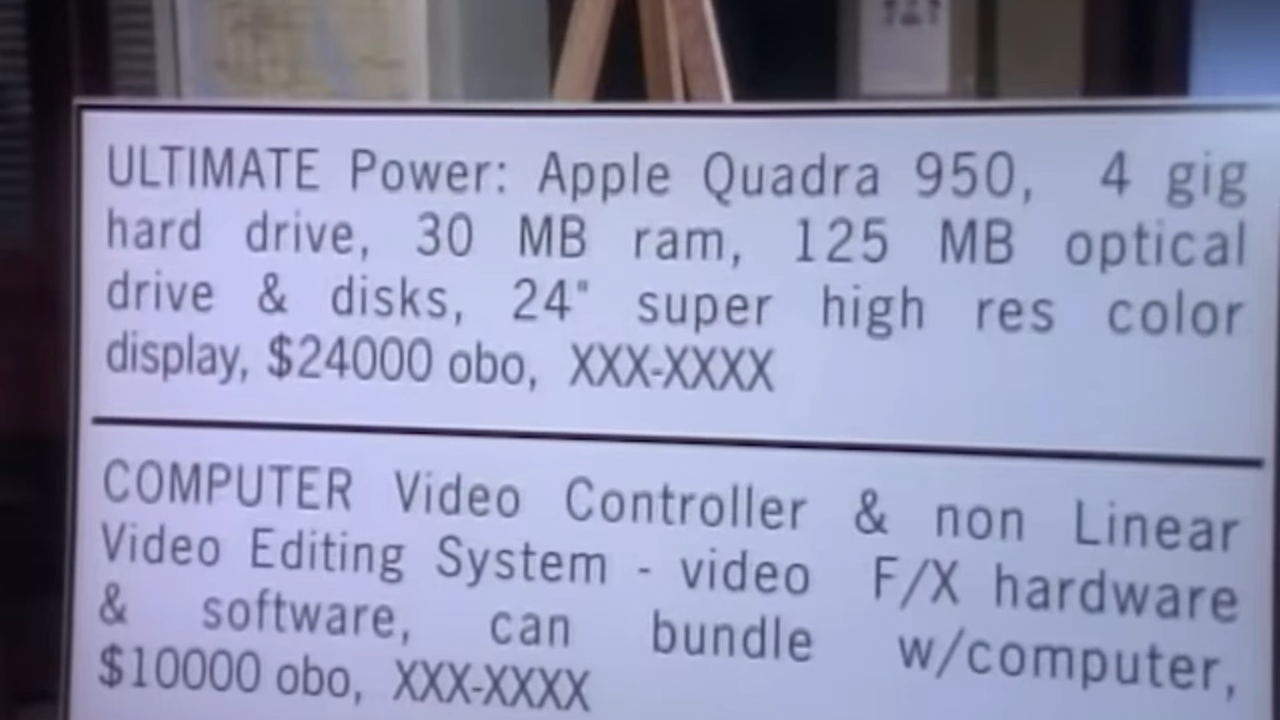 ULTIMATE Power: Apple Quadra 950, 4 gig
hard drive, 30 MB ram, 125 MB optical
drive & disks, 24" super high res color
display, $24000 obo, XXX-XXXX
COMPUTER Video Controller & non Linear
Video Editing System - video F/X hardware
& software, can bundle w/computer,
$10000 obo, XXX-XXXX